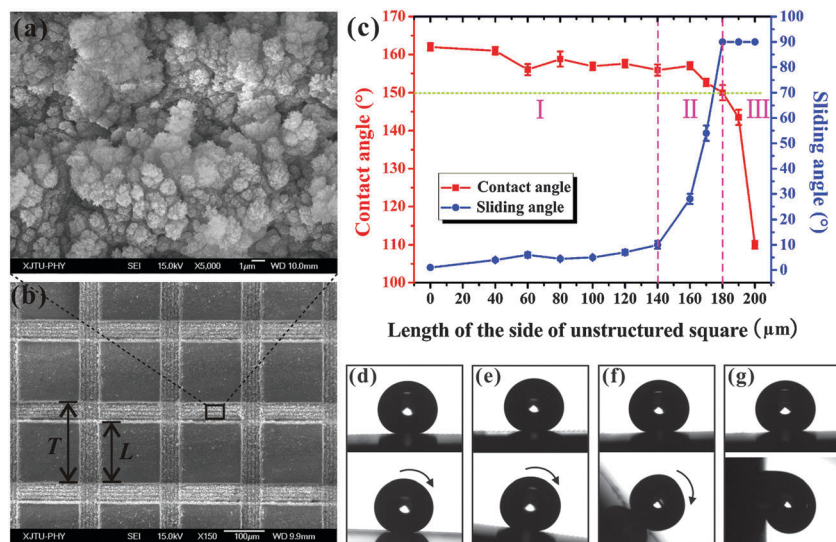 (a)
XJTU-PHY SEI 15.0kV X5,000 1μm WD 10.0mm
(b)
T
L
XJTU-PHY SEI 15.0kV X150 100μm WD 9.9mm
(c)
170
160
150
140
130
120
110
100
Contact angle (°)
100
90
80
70
60
50
40
30
20
10
0
Sliding angle (°)
I
II
III
Contact angle
Sliding angle
0 20 40 60 80 100 120 140 160 180 200
Length of the side of unstructured square (μm)
(d)
(e)
(f)
(g)